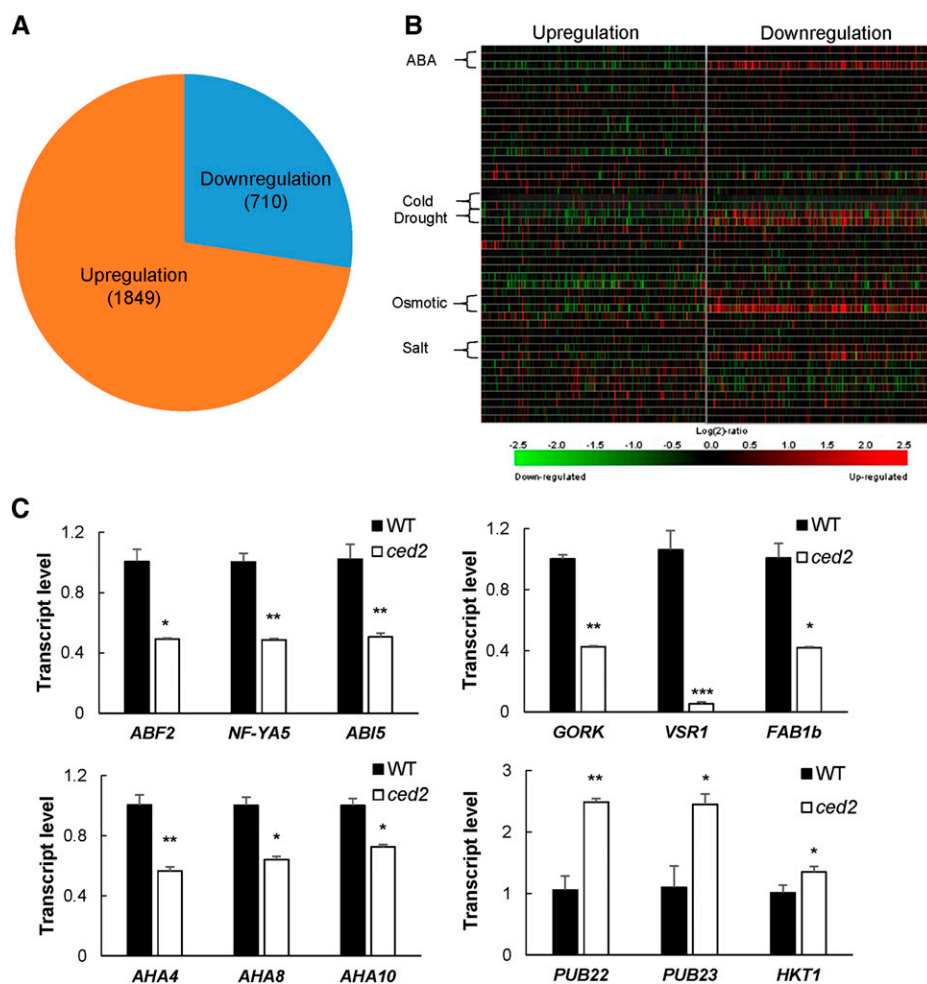 A
Downregulation
(710)
Upregulation
(1849)
B
Upregulation Downregulation
ABA
Cold
Drought
Osmotic
Salt
Log(2)-ratio
-2.5 -2.0 -1.5 -1.0 -0.5 0.0 0.5 1.0 1.5 2.0 2.5
Down-regulated Up-regulated
C
Transcript level
1.2
0.8
0.4
0
WT
ced2
* ** **
ABF2 NF-YA5 ABI5
Transcript level
1.2
0.8
0.4
0
WT
ced2
** *** *
GORK VSR1 FAB1b
Transcript level
1.2
0.9
0.6
0.3
0
WT
ced2
** * *
AHA4 AHA8 AHA10
Transcript level
3
2
1
0
WT
ced2
** * *
PUB22 PUB23 HKT1